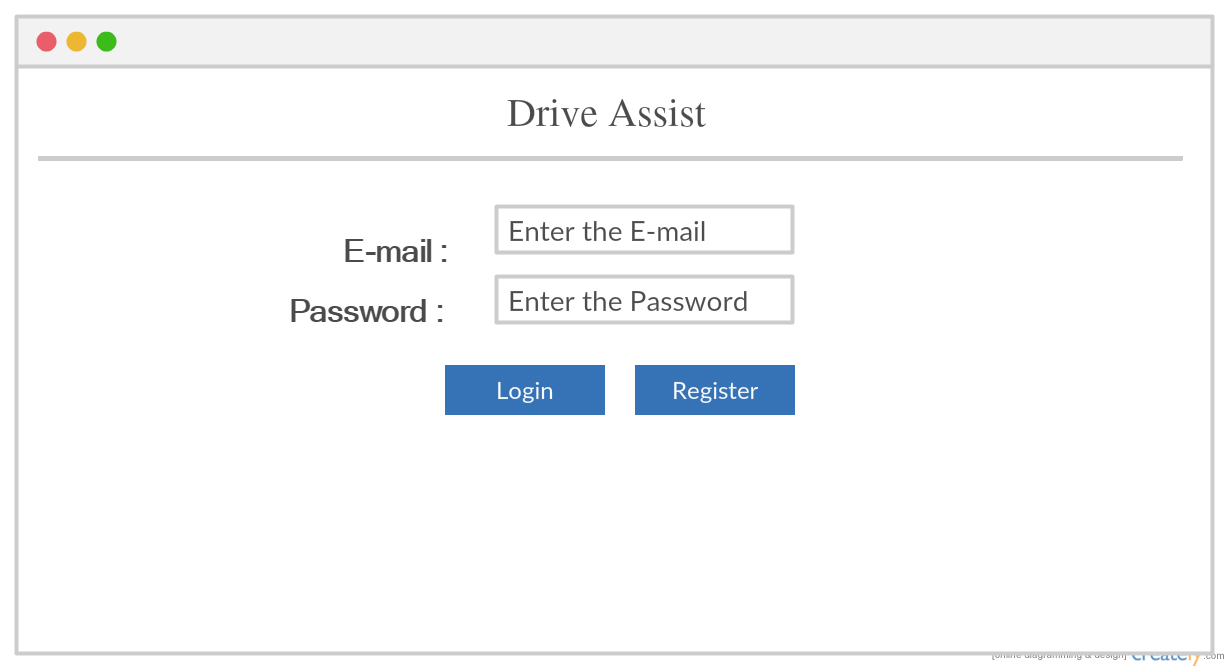 Drive Assist
E-mail :
Enter the E-mail
Password :
Enter the Password
Login Register
[online diagramming & design] creately.com